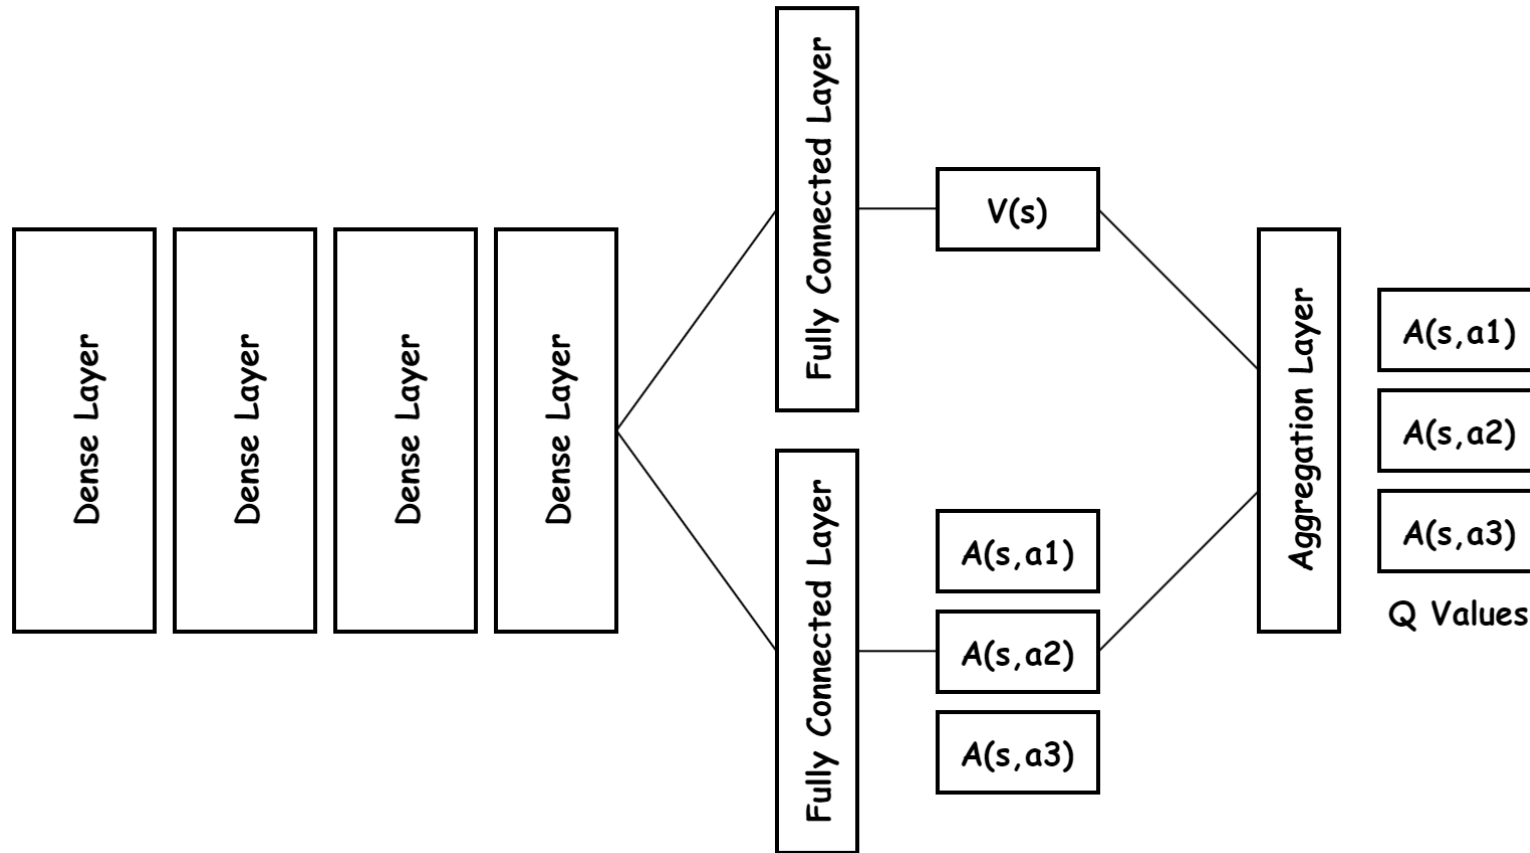 Dense Layer
Dense Layer
Dense Layer
Dense Layer
Fully Connected Layer
V(s)
Fully Connected Layer
A(s,a1)
A(s,a2)
A(s,a3)
Aggregation Layer
A(s,a1)
A(s,a2)
A(s,a3)
Q Values